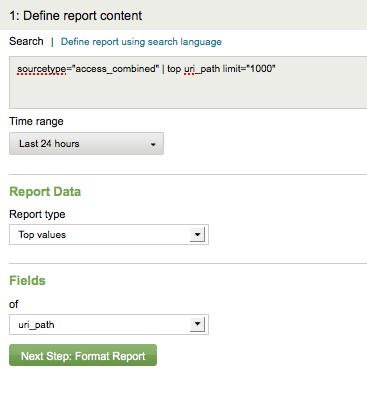 1: Define report content
Search | Define report using search language
sourcetype="access_combined" | top uri_path limit="1000"
Time range
Last 24 hours
Report Data
Report type
Top values
Fields
of
uri_path
Next Step: Format Report